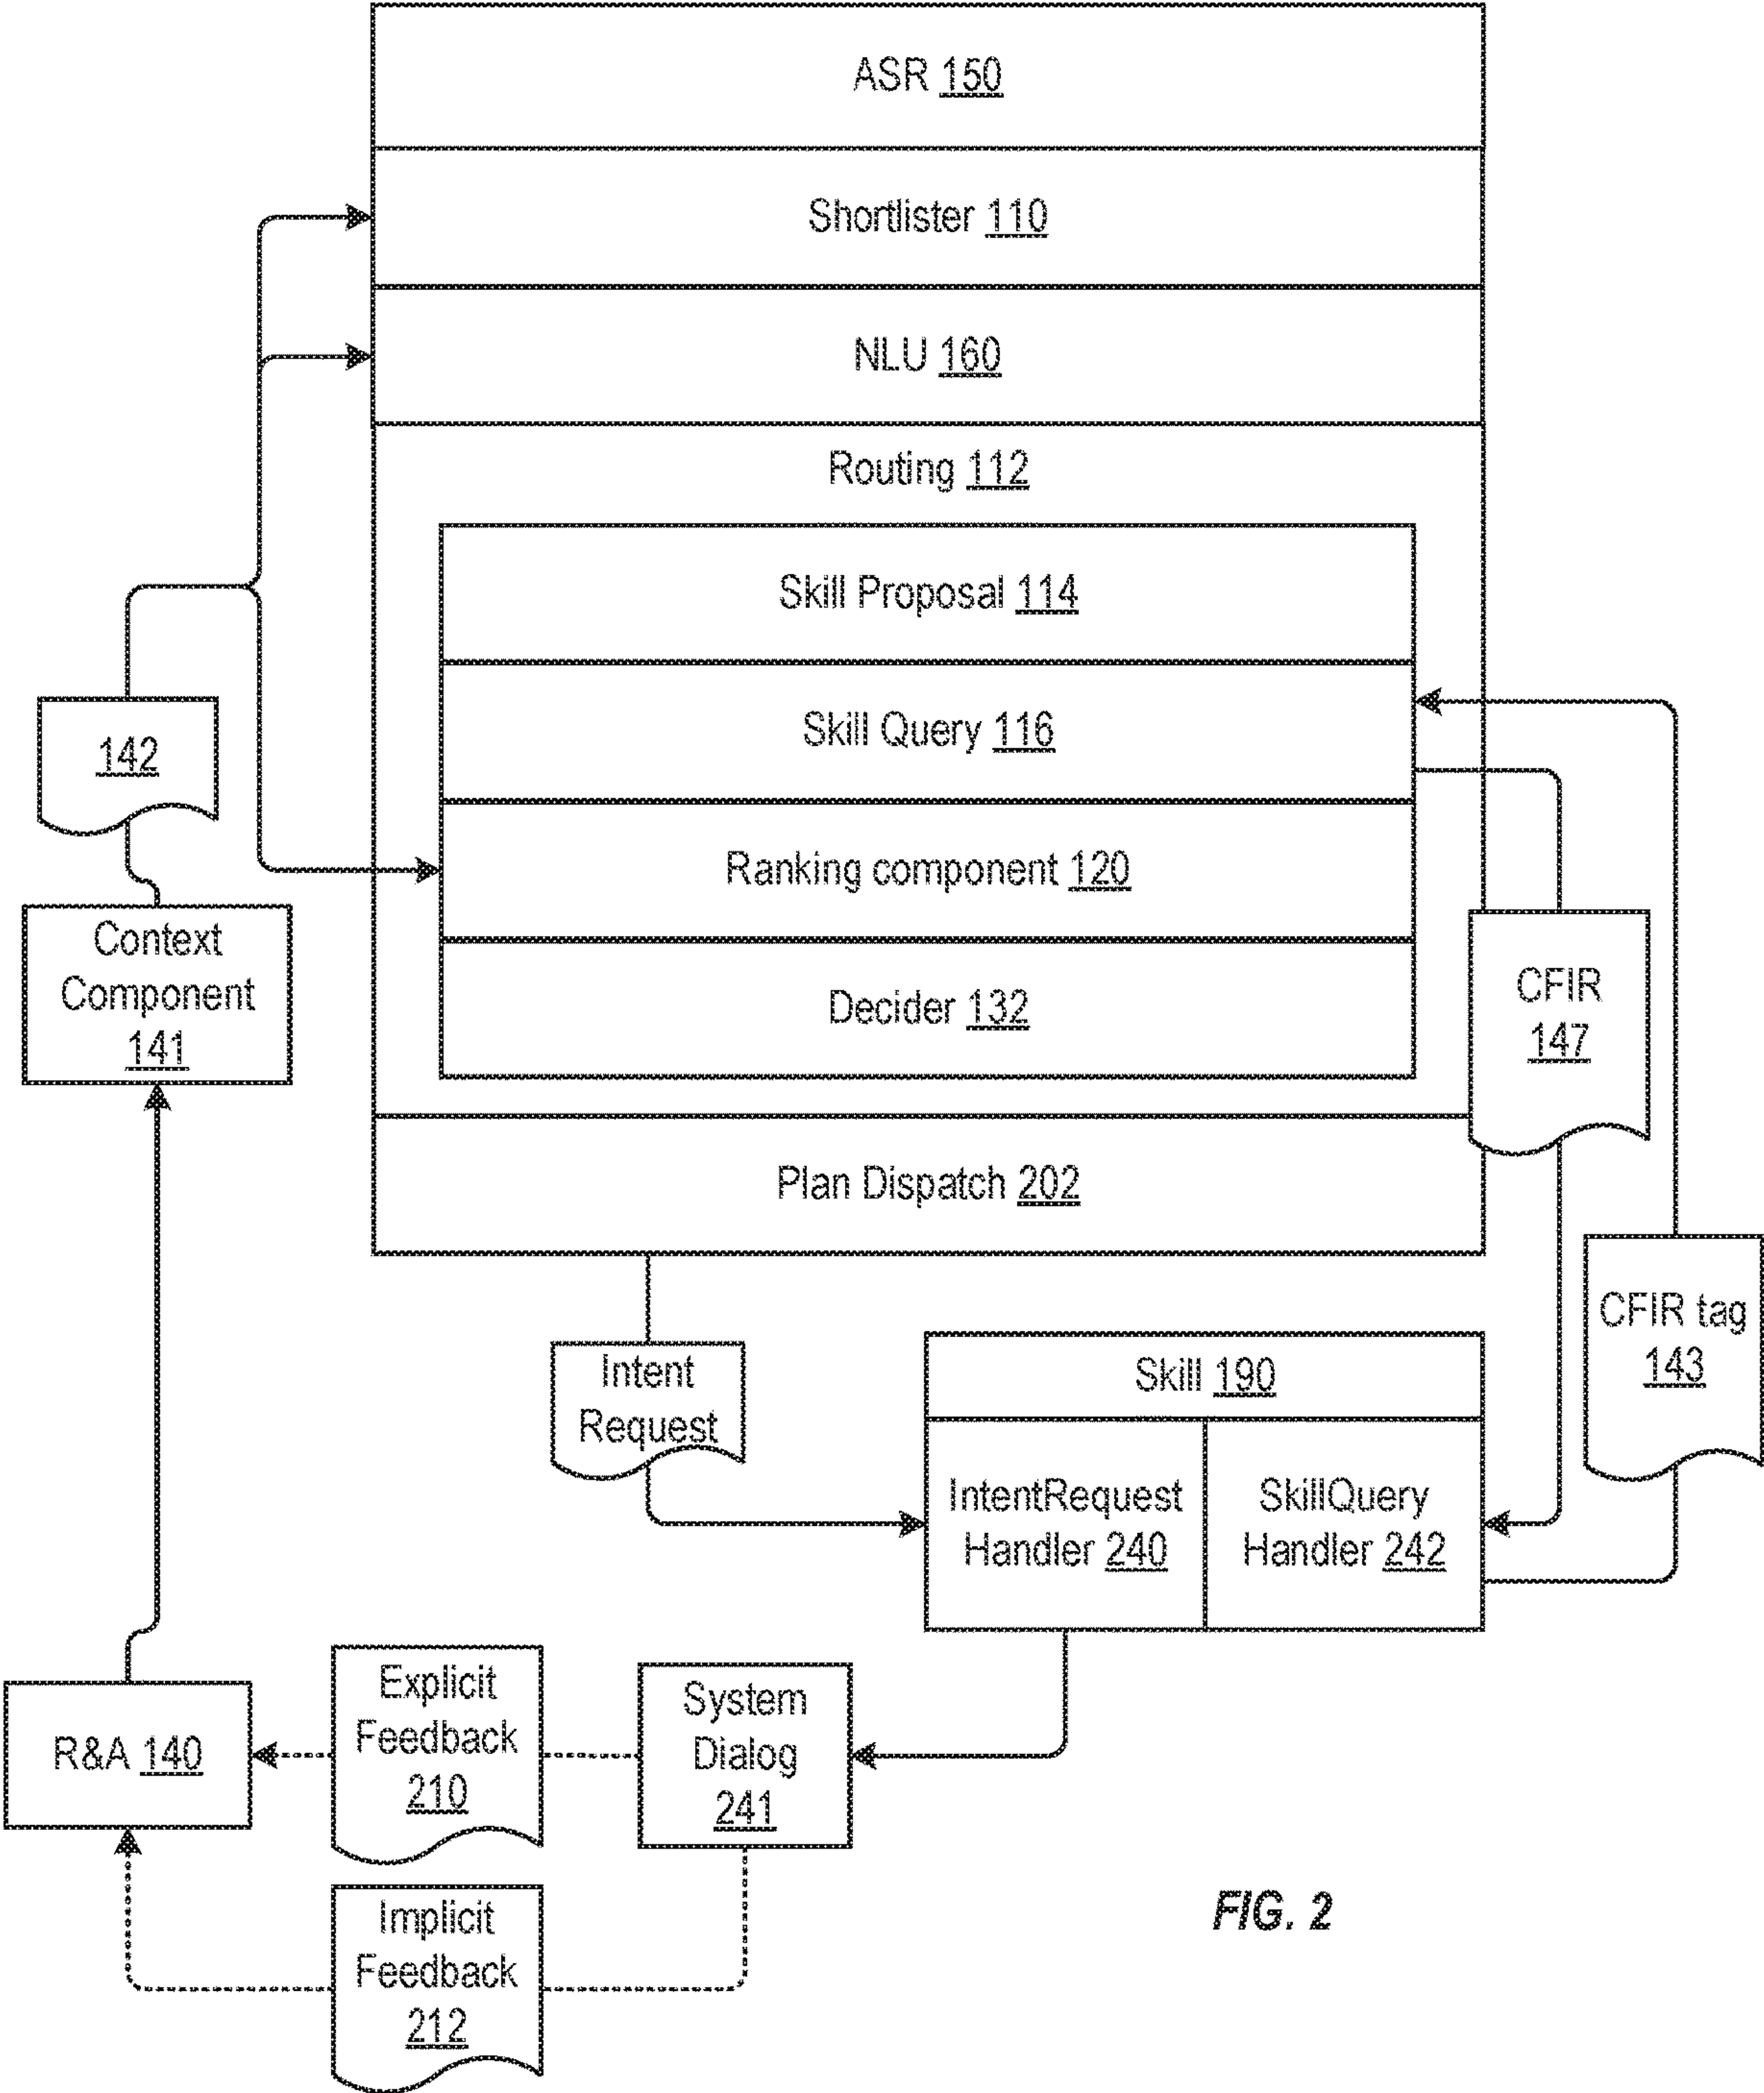 ASR 150
Shortlister 110
NLU 160
Routing 112
Skill Proposal 114
Skill Query 116
Ranking component 120
Decider 132
Plan Dispatch 202
142
Context
Component
141
CFIR
147
CFIR tag
143
Intent
Request
Skill 190
IntentRequest
Handler 240
SkillQuery
Handler 242
R&A 140
Explicit
Feedback
210
System
Dialog
241
Implicit
Feedback
212
FIG. 2